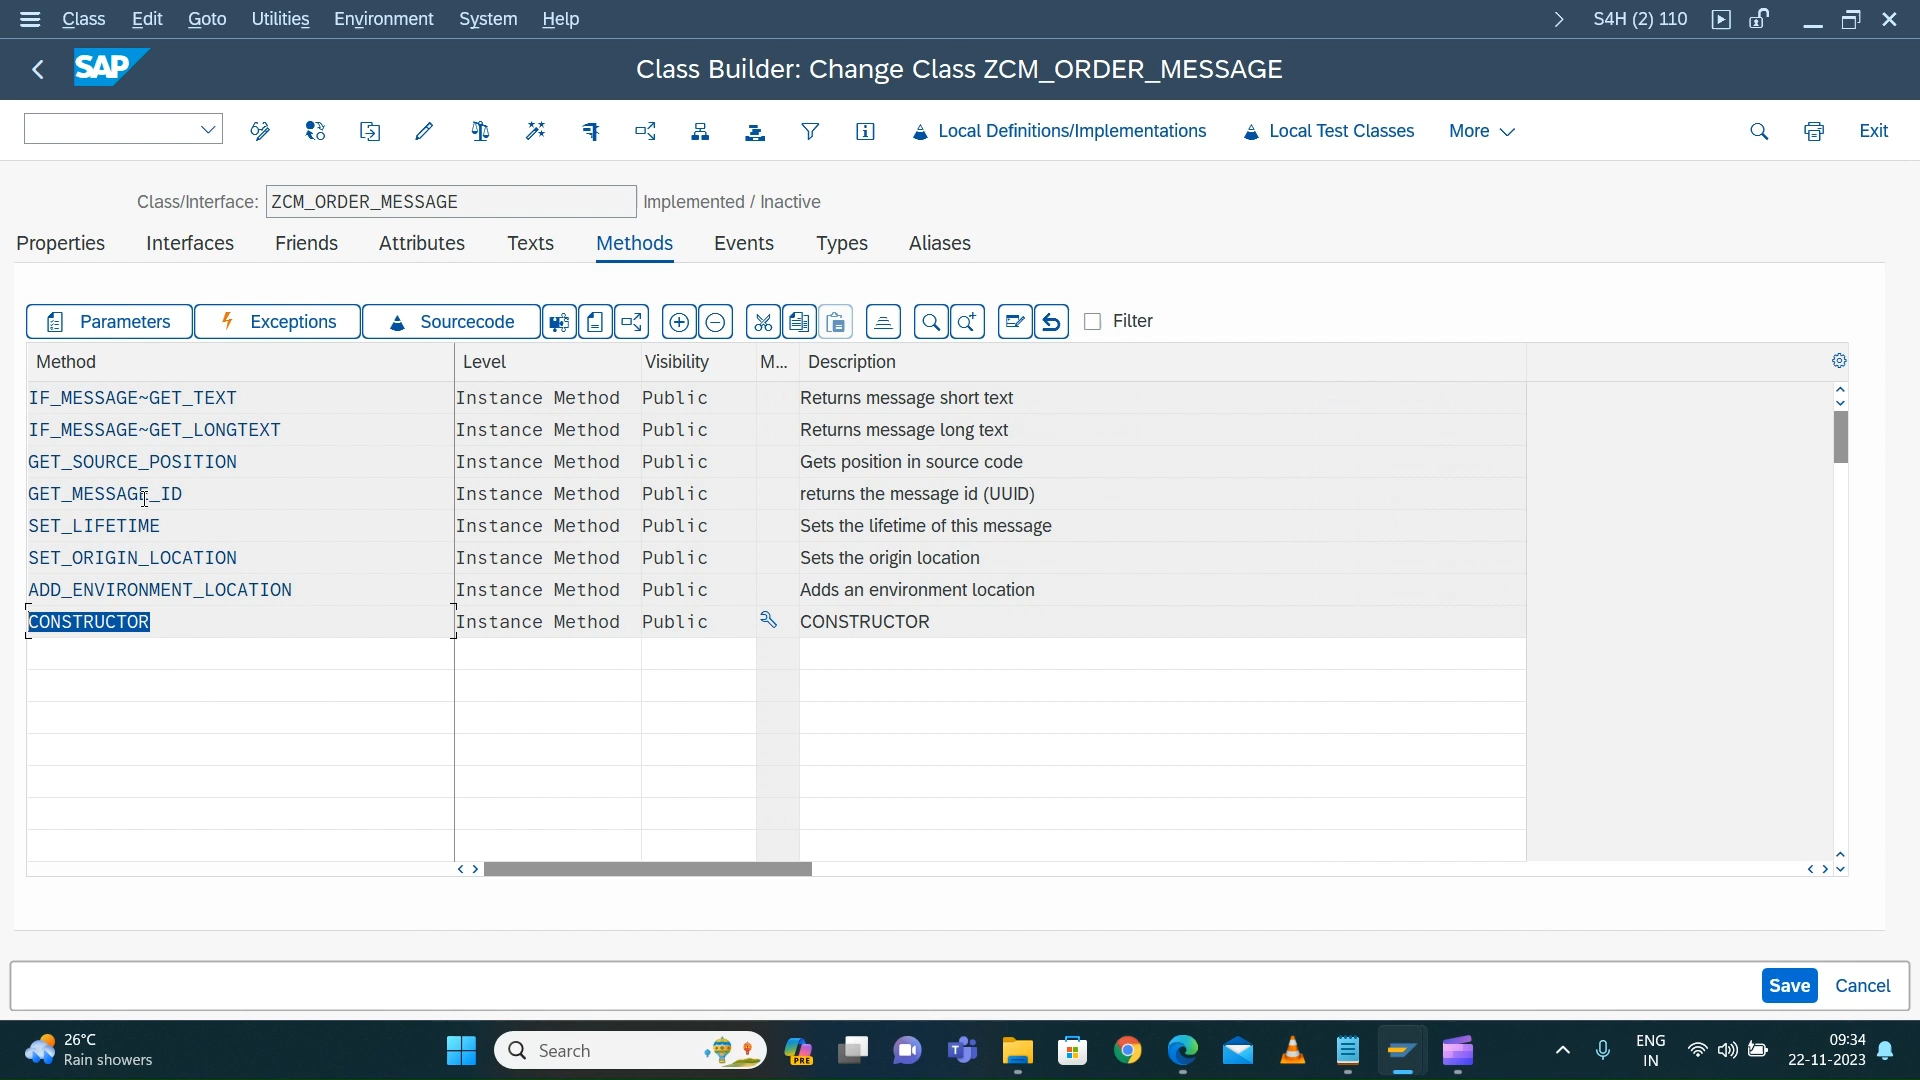 Class Edit Goto Utilities Environment System Help S4H (2) 110
SAP Class Builder: Change Class ZCM_ORDER_MESSAGE
Local Definitions/Implementations Local Test Classes More Exit
Class/Interface: ZCM_ORDER_MESSAGE Implemented / Inactive
Properties Interfaces Friends Attributes Texts Methods Events Types Aliases
Parameters Exceptions Sourcecode Filter
Method Level Visibility M... Description
IF_MESSAGE~GET_TEXT Instance Method Public Returns message short text
IF_MESSAGE~GET_LONGTEXT Instance Method Public Returns message long text
GET_SOURCE_POSITION Instance Method Public Gets position in source code
GET_MESSAGE_ID Instance Method Public returns the message id (UUID)
SET_LIFETIME Instance Method Public Sets the lifetime of this message
SET_ORIGIN_LOCATION Instance Method Public Sets the origin location
ADD_ENVIRONMENT_LOCATION Instance Method Public Adds an environment location
CONSTRUCTOR Instance Method Public CONSTRUCTOR
Save Cancel
26°C
Rain showers
Search
PRE
ENG
IN
09:34
22-11-2023